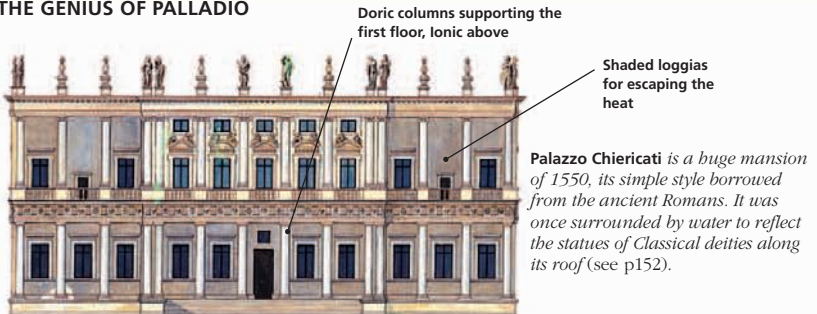 THE GENIUS OF PALLADIO
Doric columns supporting the
first floor, Ionic above
Shaded loggias
for escaping the
heat
Palazzo Chiericati is a huge mansion
of 1550, its simple style borrowed
from the ancient Romans. It was
once surrounded by water to reflect
the statues of Classical deities along
its roof (see p152).